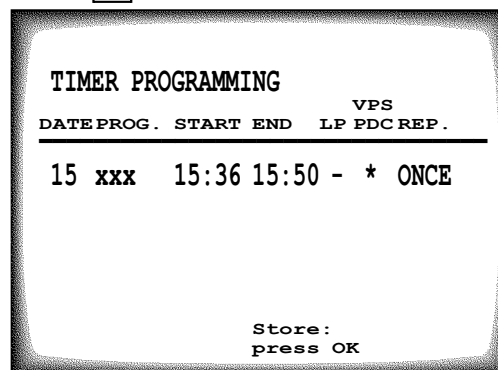 TIMER PROGRAMMING
VPS
DATE PROG. START END LP PDC REP.
15 xxx 15:36 15:50 - * ONCE
Store:
press OK